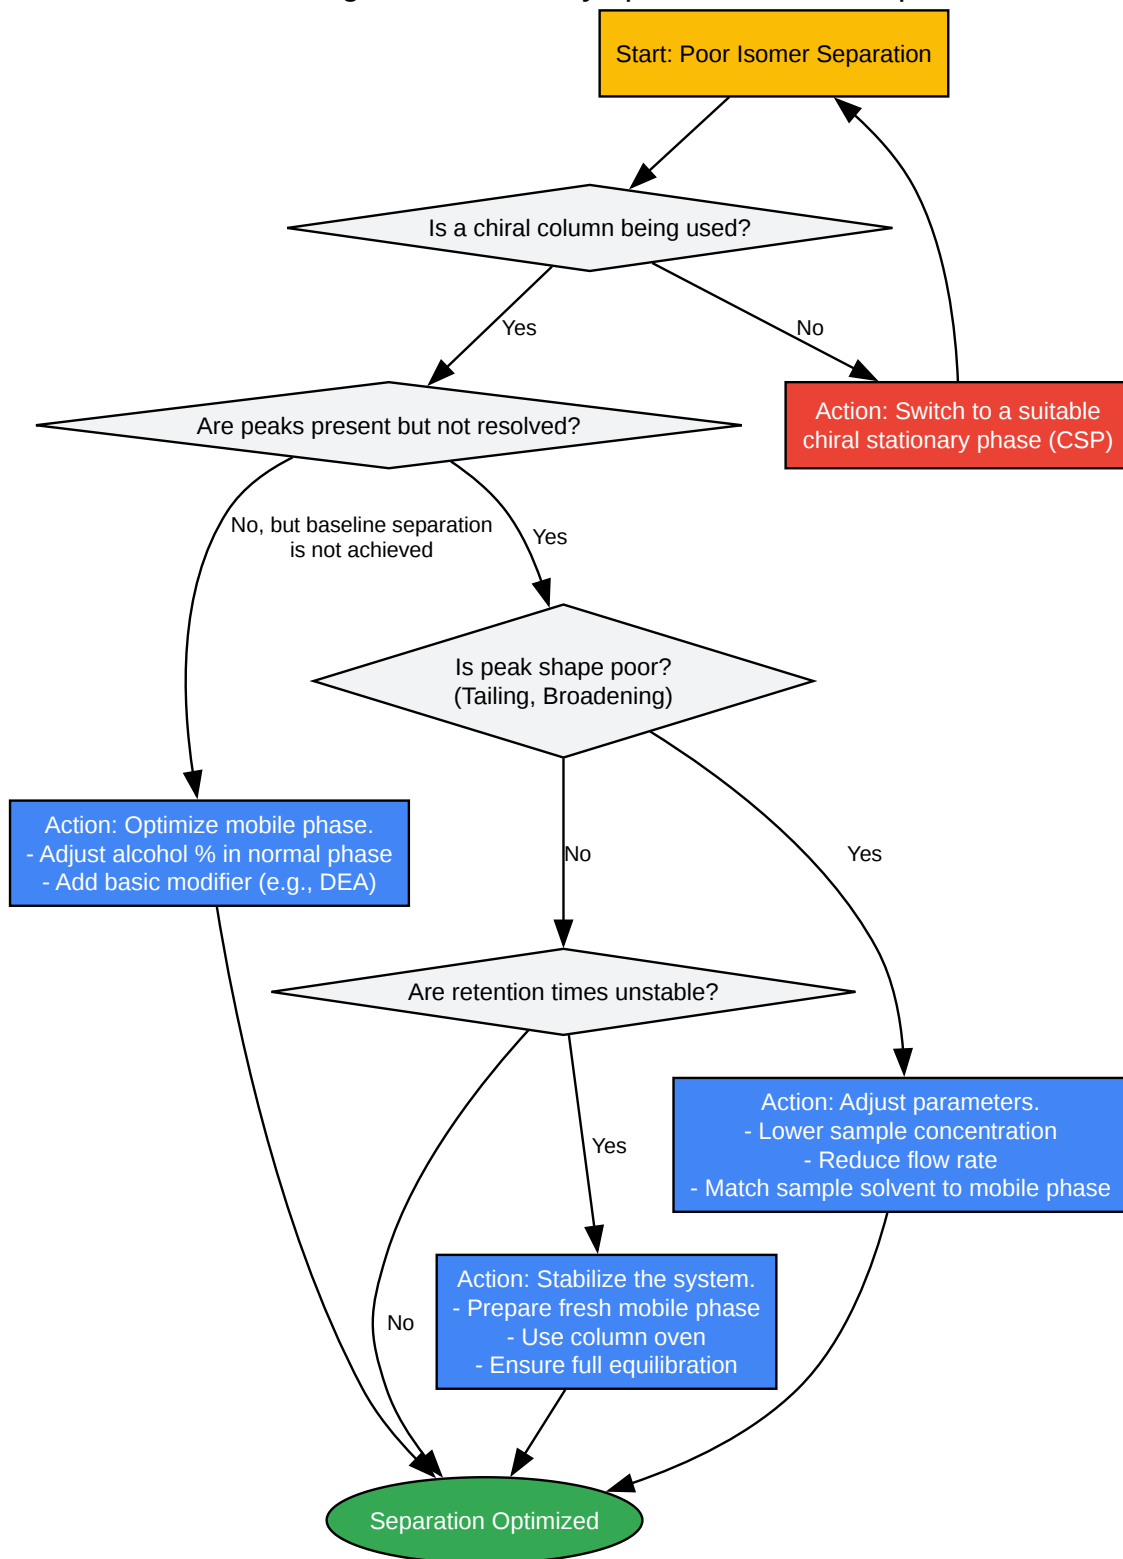 Start: Poor Isomer Separation
Is a chiral column being used?
Yes
No
Are peaks present but not resolved?
Action: Switch to a suitable
chiral stationary phase (CSP)
No, but baseline separation
is not achieved
Yes
Is peak shape poor?
(Tailing, Broadening)
Action: Optimize mobile phase.
- Adjust alcohol % in normal phase
- Add basic modifier (e.g., DEA)
No
Yes
Are retention times unstable?
Action: Adjust parameters.
- Lower sample concentration
- Reduce flow rate
- Match sample solvent to mobile phase
Yes
No
Action: Stabilize the system.
- Prepare fresh mobile phase
- Use column oven
- Ensure full equilibration
Separation Optimized